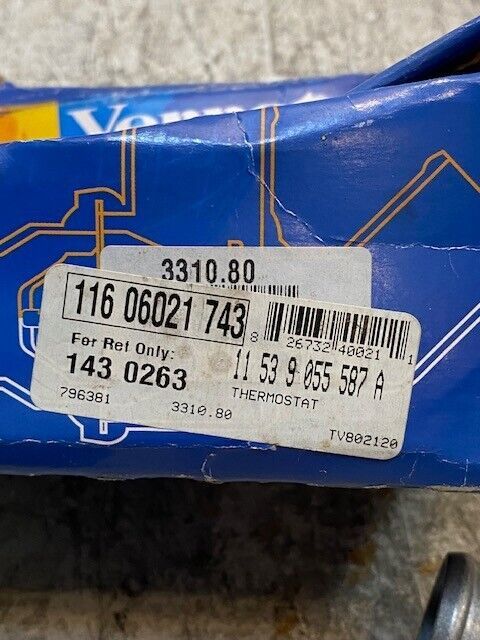 3310.80
116 06021 743
8 26732 40021 1
For Ref Only:
143 0263
11 53 9 055 587 A
THERMOSTAT
796381
3310.80
TV802120